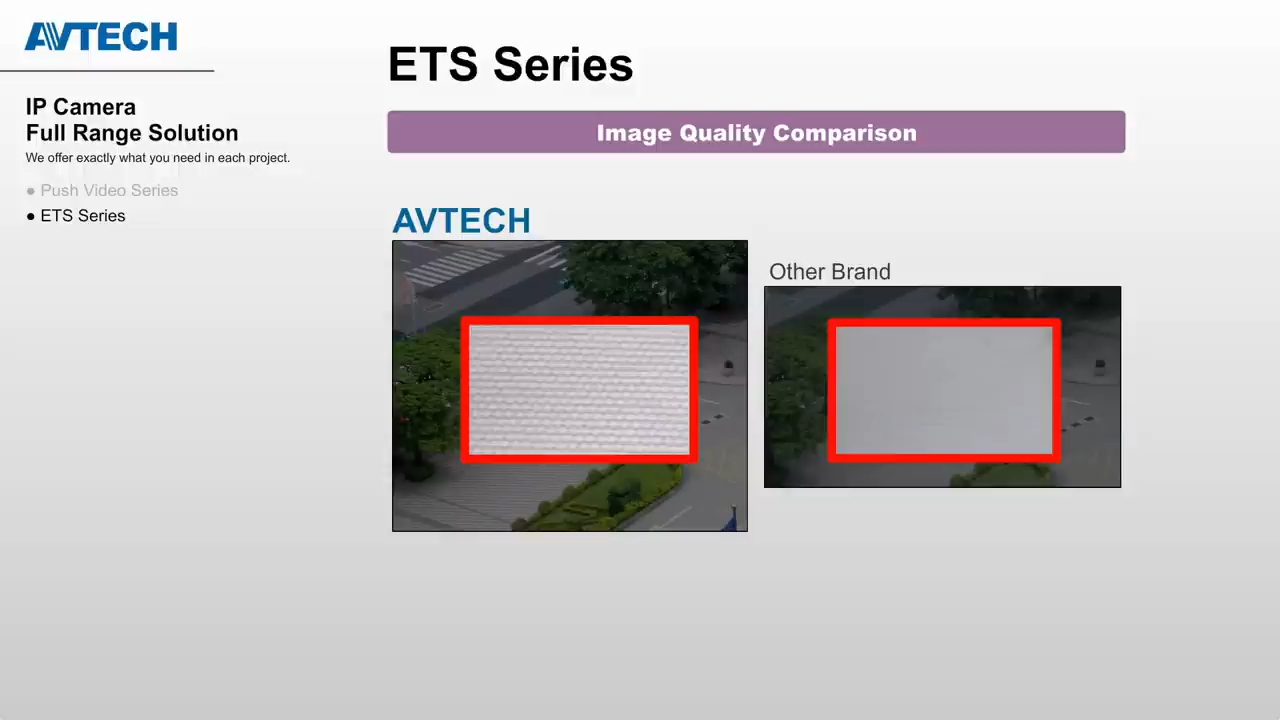 AVTECH
IP Camera
Full Range Solution
We offer exactly what you need in each project.
● Push Video Series
● ETS Series
ETS Series
Image Quality Comparison
AVTECH
Other Brand